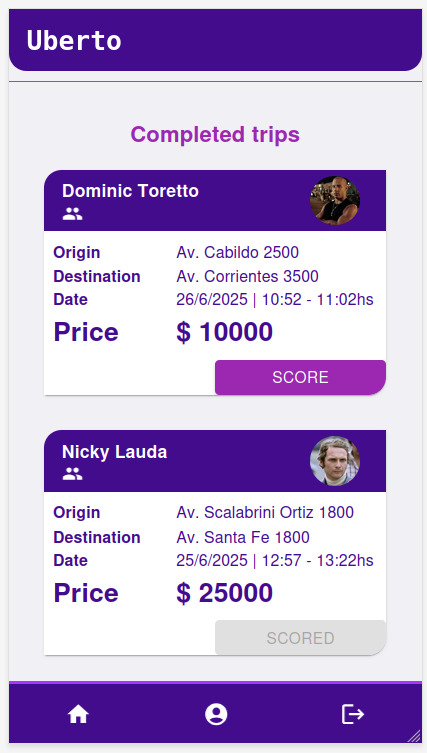 Uberto
Completed trips
Dominic Toretto
Origin Av. Cabildo 2500
Destination Av. Corrientes 3500
Date 26/6/2025 | 10:52 - 11:02hs
Price $ 10000
SCORE
Nicky Lauda
Origin Av. Scalabrini Ortiz 1800
Destination Av. Santa Fe 1800
Date 25/6/2025 | 12:57 - 13:22hs
Price $ 25000
SCORED